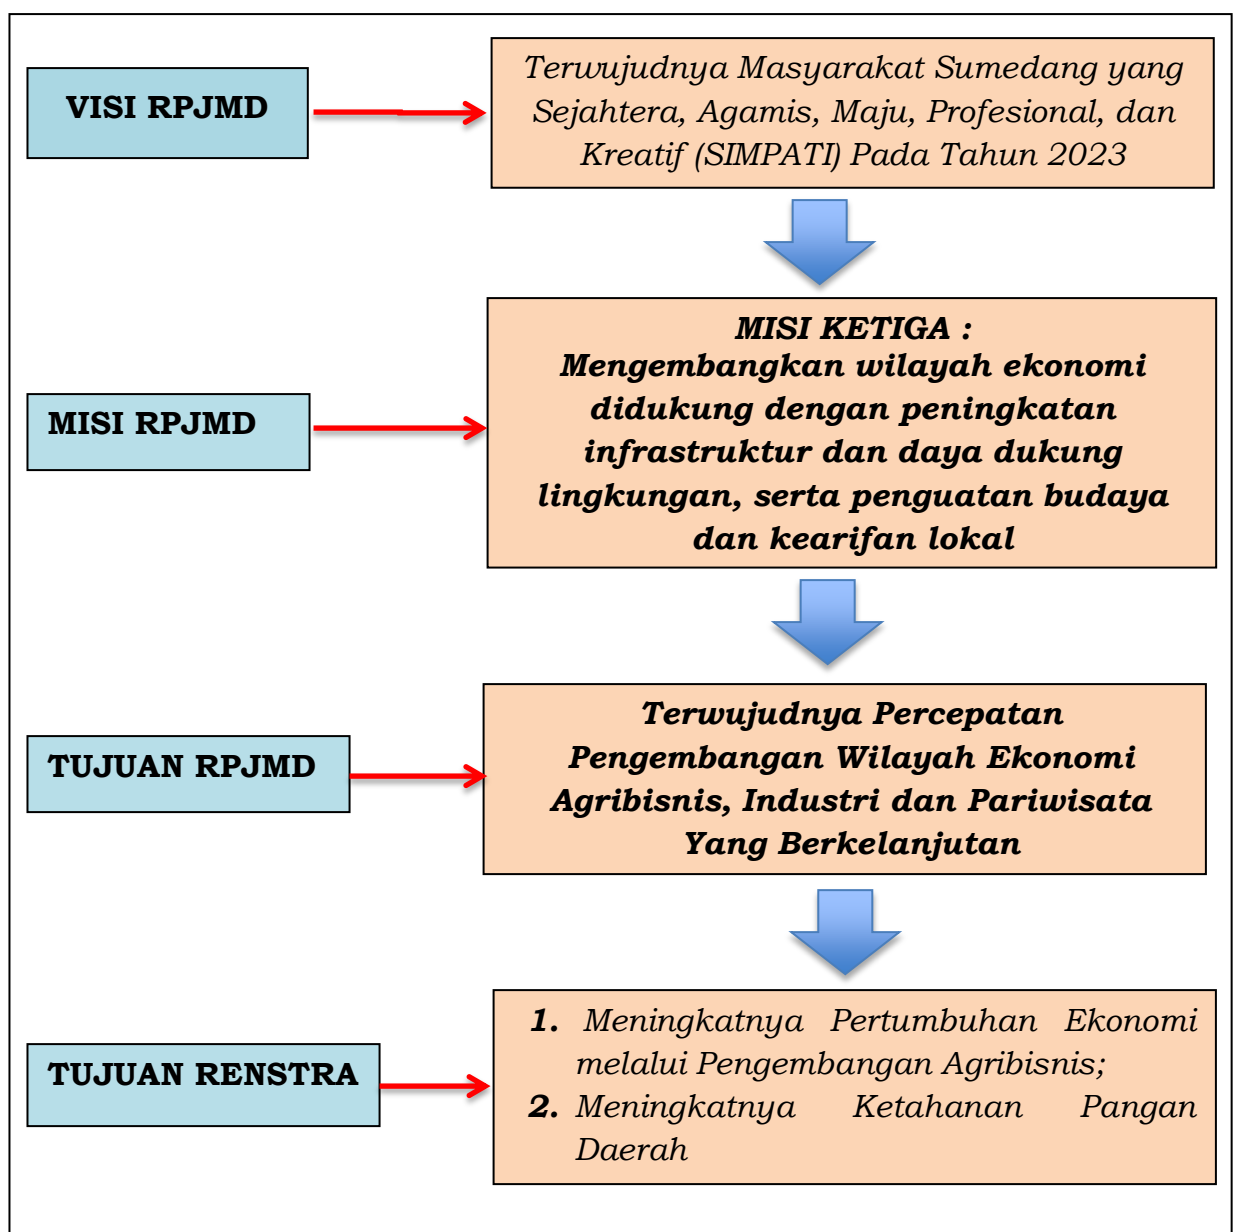 VISI RPJMD
Terwujudnya Masyarakat Sumedang yang
Sejahtera, Agamis, Maju, Profesional, dan
Kreatif (SIMPATI) Pada Tahun 2023
MISI RPJMD
MISI KETIGA :
Mengembangkan wilayah ekonomi
didukung dengan peningkatan
infrastruktur dan daya dukung
lingkungan, serta penguatan budaya
dan kearifan lokal
TUJUAN RPJMD
Terwujudnya Percepatan
Pengembangan Wilayah Ekonomi
Agribisnis, Industri dan Pariwisata
Yang Berkelanjutan
TUJUAN RENSTRA
1. Meningkatnya Pertumbuhan Ekonomi
melalui Pengembangan Agribisnis;
2. Meningkatnya Ketahanan Pangan
Daerah